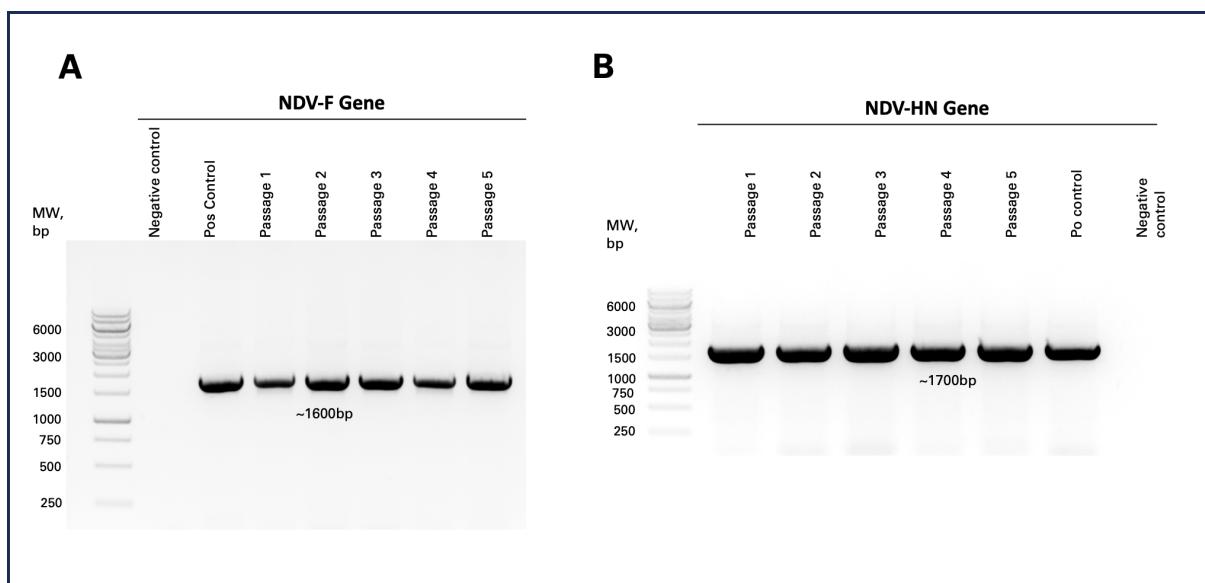 A
NDV-F Gene
Negative control
Pos Control
Passage 1
Passage 2
Passage 3
Passage 4
Passage 5
MW,
bp
6000
3000
1500
1000
750
500
250
~1600bp
B
NDV-HN Gene
Passage 1
Passage 2
Passage 3
Passage 4
Passage 5
Po control
Negative
control
MW,
bp
6000
3000
1500
1000
750
500
250
~1700bp